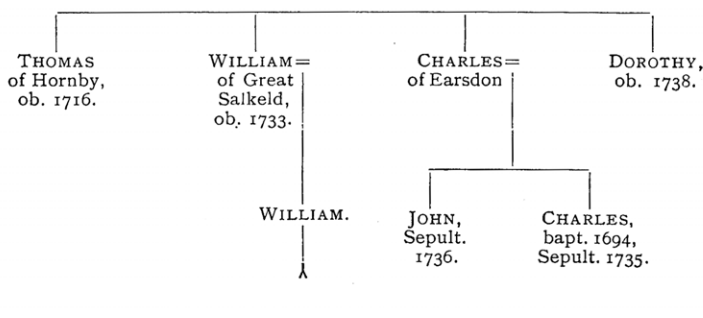 THOMAS
of Hornby,
ob. 1716.
WILLIAM=
of Great
Salkeld,
ob. 1733.
CHARLES=
of Earsdon
DOROTHY,
ob. 1738.
WILLIAM.
JOHN,
Sepult.
1736.
CHARLES,
bapt. 1694,
Sepult. 1735.